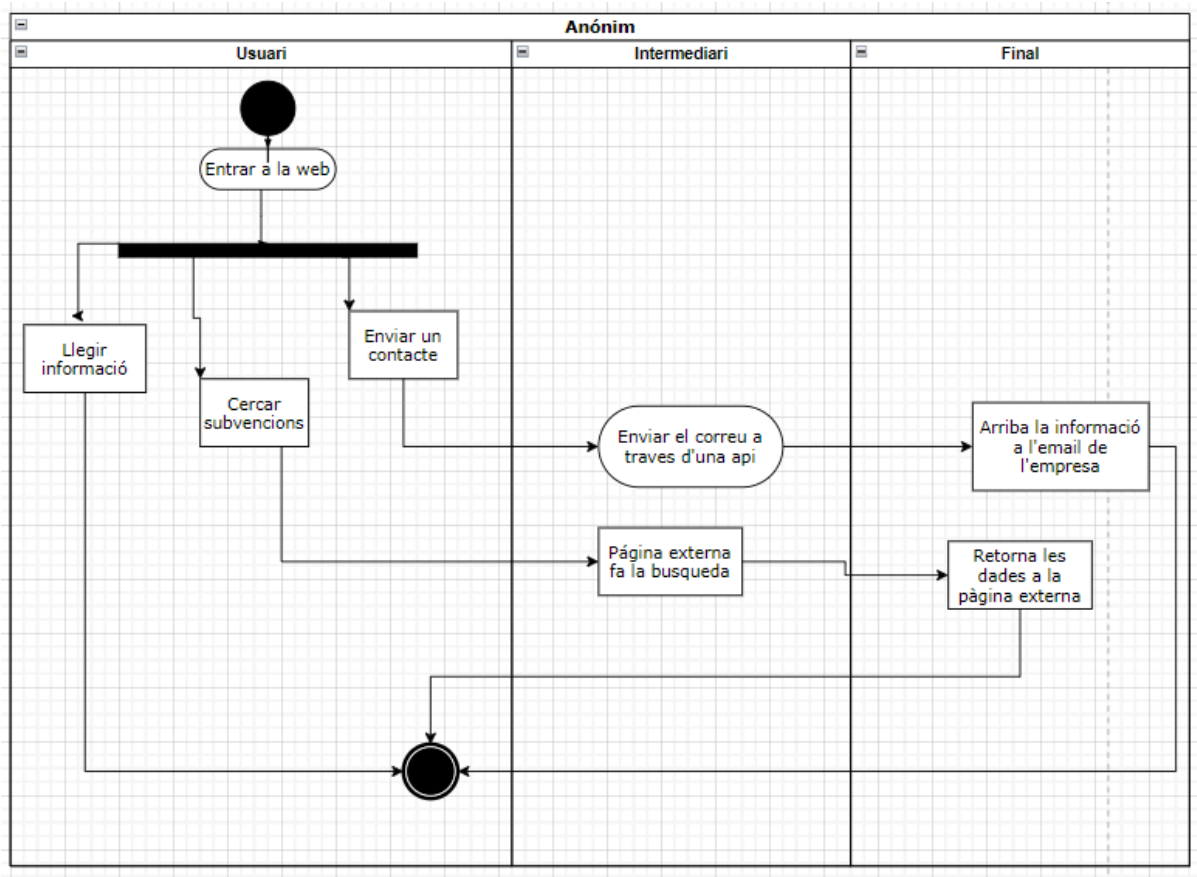 Anónim
Usuari
Intermediari
Final
Entrar a la web
Llegir
informació
Cercar
subvencions
Enviar un
contacte
Enviar el correu a
traves d'una api
Arriba la informació
a l'email de
l'empresa
Página externa
fa la busqueda
Retorna les
dades a la
pàgina externa